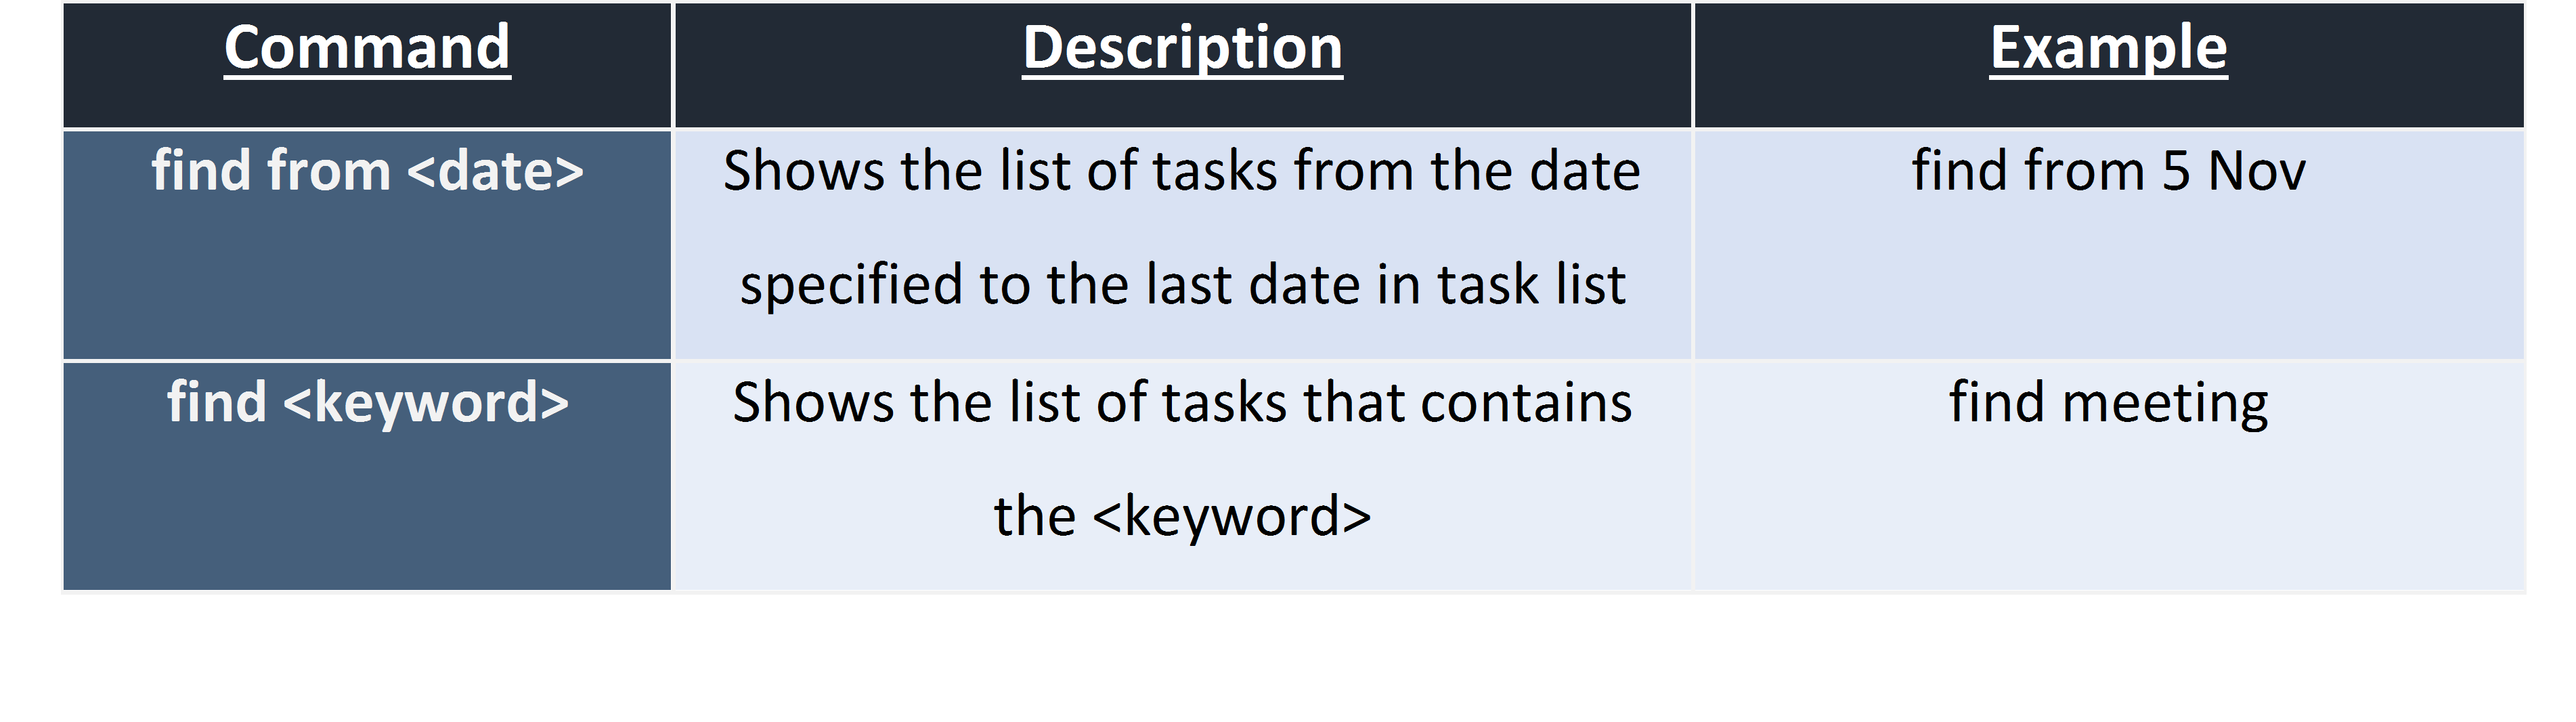 Command Description Example
find from <date> Shows the list of tasks from the date find from 5 Nov
specified to the last date in task list
find <keyword> Shows the list of tasks that contains find meeting
the <keyword>